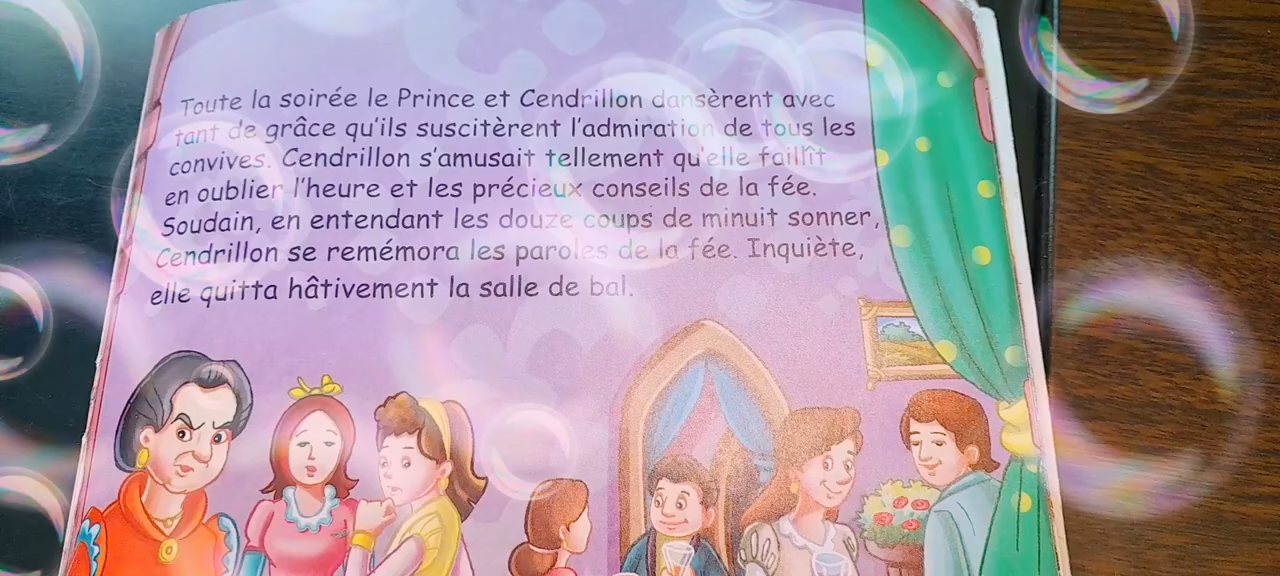 Toute la soirée le Prince et Cendrillon dansèrent avec
tant de grâce qu'ils suscitèrent l'admiration de tous les
convives. Cendrillon s'amusait tellement qu'elle faillît
en oublier l'heure et les précieux conseils de la fée.
Soudain, en entendant les douze coups de minuit sonner,
Cendrillon se remémora les paroles de la fée. Inquiète,
elle quitta hâtivement la salle de bal.